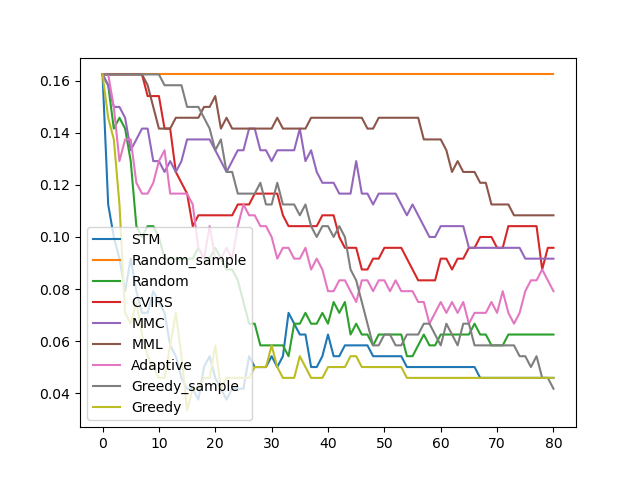 0.16
0.14
0.12
0.10
0.08
0.06
0.04
STM
Random_sample
Random
CVIRS
MMC
MML
Adaptive
Greedy_sample
Greedy
0 10 20 30 40 50 60 70 80